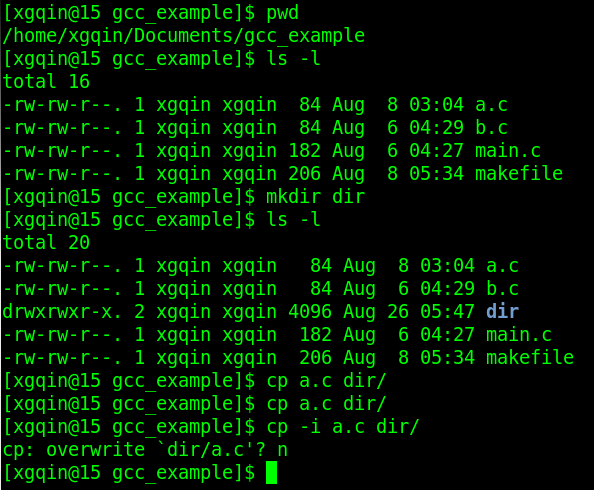 [xgqin@15 gcc_example]$ pwd
/home/xgqin/Documents/gcc_example
[xgqin@15 gcc_example]$ ls -l
total 16
-rw-rw-r--. 1 xgqin xgqin  84 Aug  8 03:04 a.c
-rw-rw-r--. 1 xgqin xgqin  84 Aug  6 04:29 b.c
-rw-rw-r--. 1 xgqin xgqin 182 Aug  6 04:27 main.c
-rw-rw-r--. 1 xgqin xgqin 206 Aug  8 05:34 makefile
[xgqin@15 gcc_example]$ mkdir dir
[xgqin@15 gcc_example]$ ls -l
total 20
-rw-rw-r--. 1 xgqin xgqin   84 Aug  8 03:04 a.c
-rw-rw-r--. 1 xgqin xgqin   84 Aug  6 04:29 b.c
drwxrwxr-x. 2 xgqin xgqin 4096 Aug 26 05:47 dir
-rw-rw-r--. 1 xgqin xgqin  182 Aug  6 04:27 main.c
-rw-rw-r--. 1 xgqin xgqin  206 Aug  8 05:34 makefile
[xgqin@15 gcc_example]$ cp a.c dir/
[xgqin@15 gcc_example]$ cp a.c dir/
[xgqin@15 gcc_example]$ cp -i a.c dir/
cp: overwrite `dir/a.c'? n
[xgqin@15 gcc_example]$